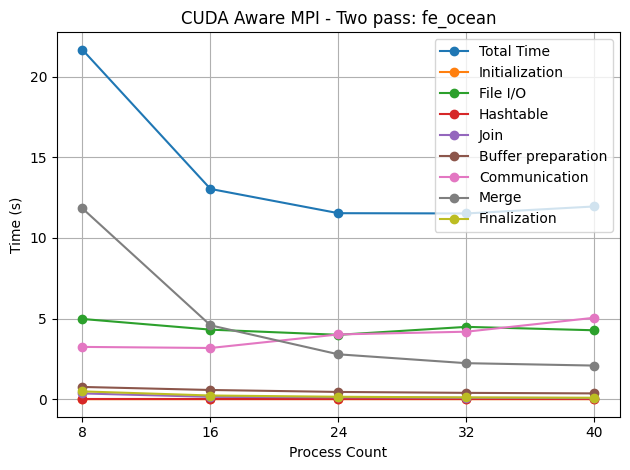 CUDA Aware MPI - Two pass: fe_ocean
Total Time
Initialization
File I/O
Hashtable
Join
Buffer preparation
Communication
Merge
Finalization
20
15
10
5
0
Time (s)
8 16 24 32 40
Process Count